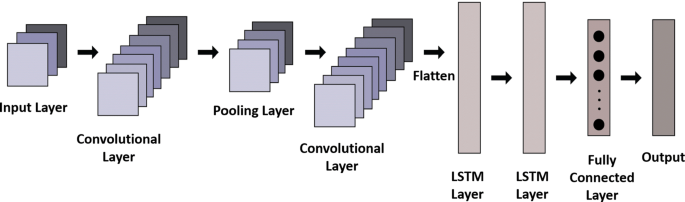 Input Layer
Convolutional
Layer
Pooling Layer
Convolutional
Layer
Flatten
LSTM
Layer
LSTM
Layer
Fully
Connected
Layer
Output